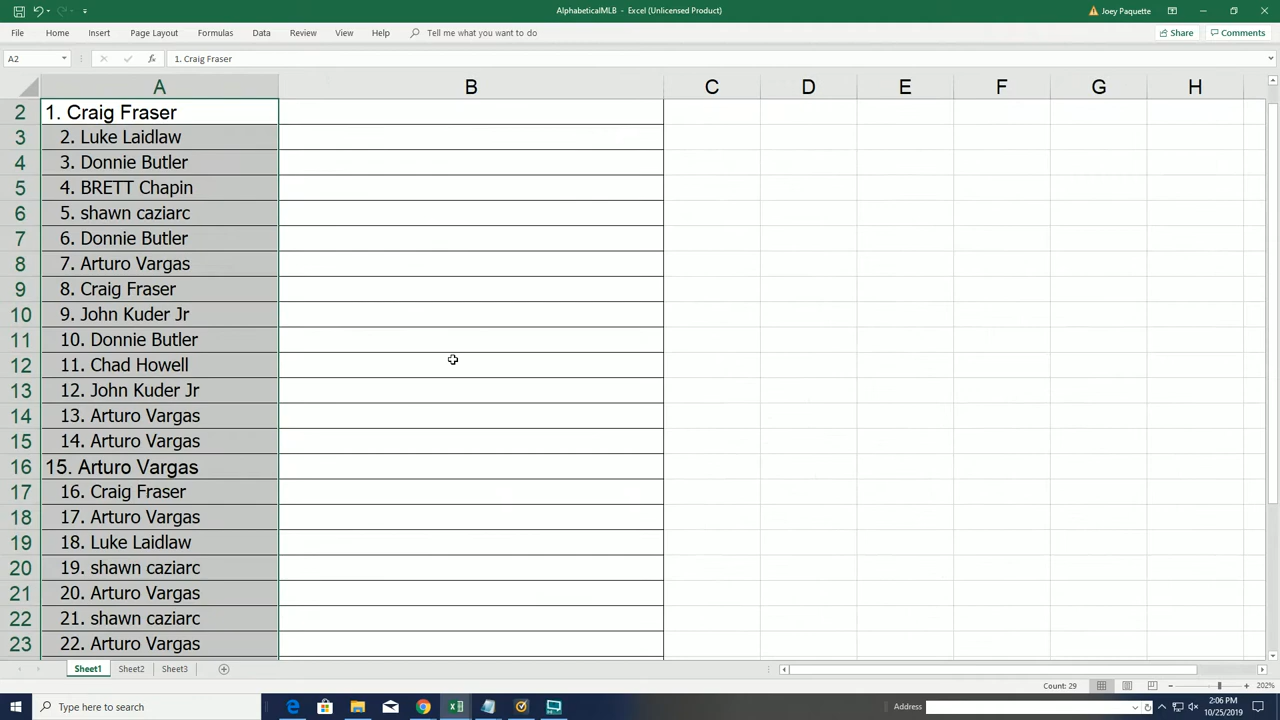 AlphabeticalMLB - Excel (Unlicensed Product)
Joey Paquette
File Home Insert Page Layout Formulas Data Review View Help Tell me what you want to do
Share Comments
A2 fx 1. Craig Fraser
A B C D E F G H
2 1. Craig Fraser
3 2. Luke Laidlaw
4 3. Donnie Butler
5 4. BRETT Chapin
6 5. shawn caziarc
7 6. Donnie Butler
8 7. Arturo Vargas
9 8. Craig Fraser
10 9. John Kuder Jr
11 10. Donnie Butler
12 11. Chad Howell
13 12. John Kuder Jr
14 13. Arturo Vargas
15 14. Arturo Vargas
16 15. Arturo Vargas
17 16. Craig Fraser
18 17. Arturo Vargas
19 18. Luke Laidlaw
20 19. shawn caziarc
21 20. Arturo Vargas
22 21. shawn caziarc
23 22. Arturo Vargas
Sheet1 Sheet2 Sheet3
Count: 29 202%
Type here to search
Address
2:06 PM
10/25/2019